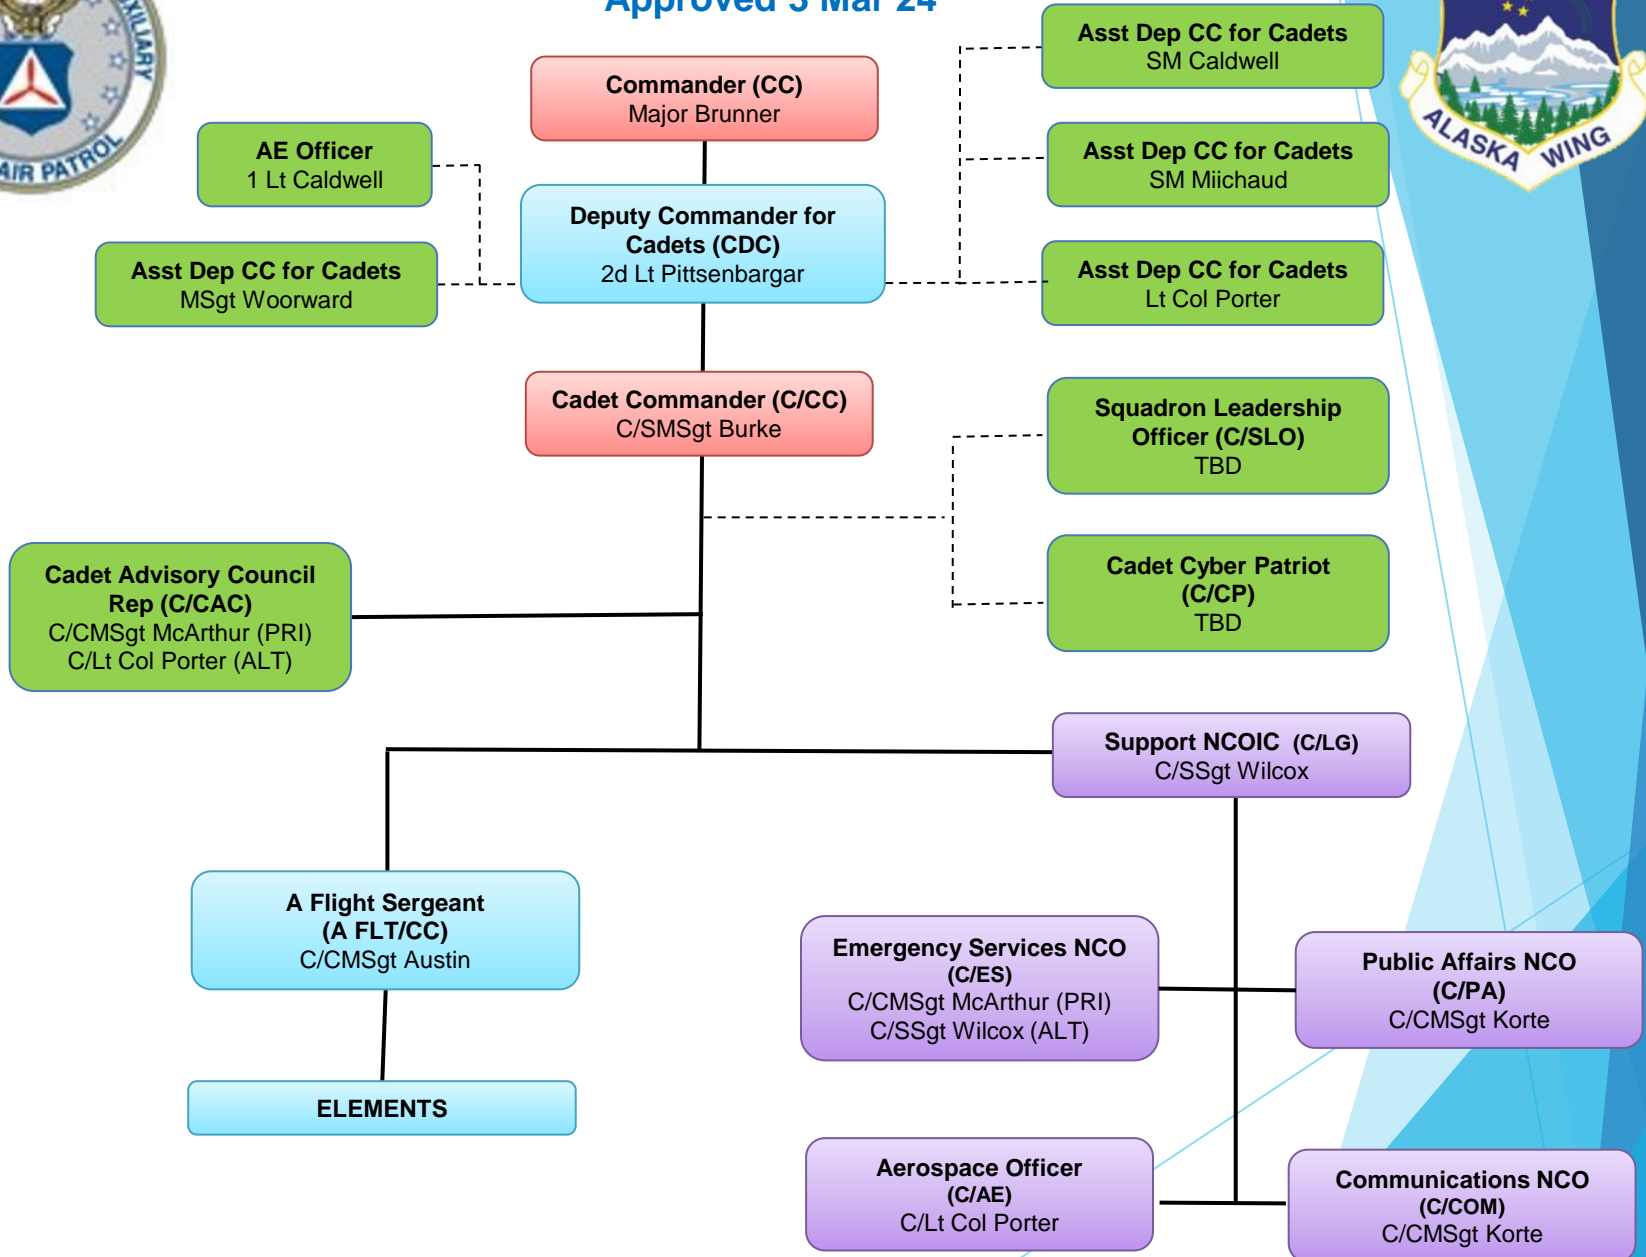 Approved 3 Mar 24
XILIARY
AIR PATROL
ALASKA WING
Commander (CC)
Major Brunner
Asst Dep CC for Cadets
SM Caldwell
AE Officer
1 Lt Caldwell
Asst Dep CC for Cadets
SM Miichaud
Deputy Commander for
Cadets (CDC)
2d Lt Pittsenbargar
Asst Dep CC for Cadets
MSgt Woorward
Asst Dep CC for Cadets
Lt Col Porter
Cadet Commander (C/CC)
C/SMSgt Burke
Squadron Leadership
Officer (C/SLO)
TBD
Cadet Cyber Patriot
(C/CP)
TBD
Cadet Advisory Council
Rep (C/CAC)
C/CMSgt McArthur (PRI)
C/Lt Col Porter (ALT)
Support NCOIC (C/LG)
C/SSgt Wilcox
A Flight Sergeant
(A FLT/CC)
C/CMSgt Austin
Emergency Services NCO
(C/ES)
C/CMSgt McArthur (PRI)
C/SSgt Wilcox (ALT)
Public Affairs NCO
(C/PA)
C/CMSgt Korte
ELEMENTS
Aerospace Officer
(C/AE)
C/Lt Col Porter
Communications NCO
(C/COM)
C/CMSgt Korte